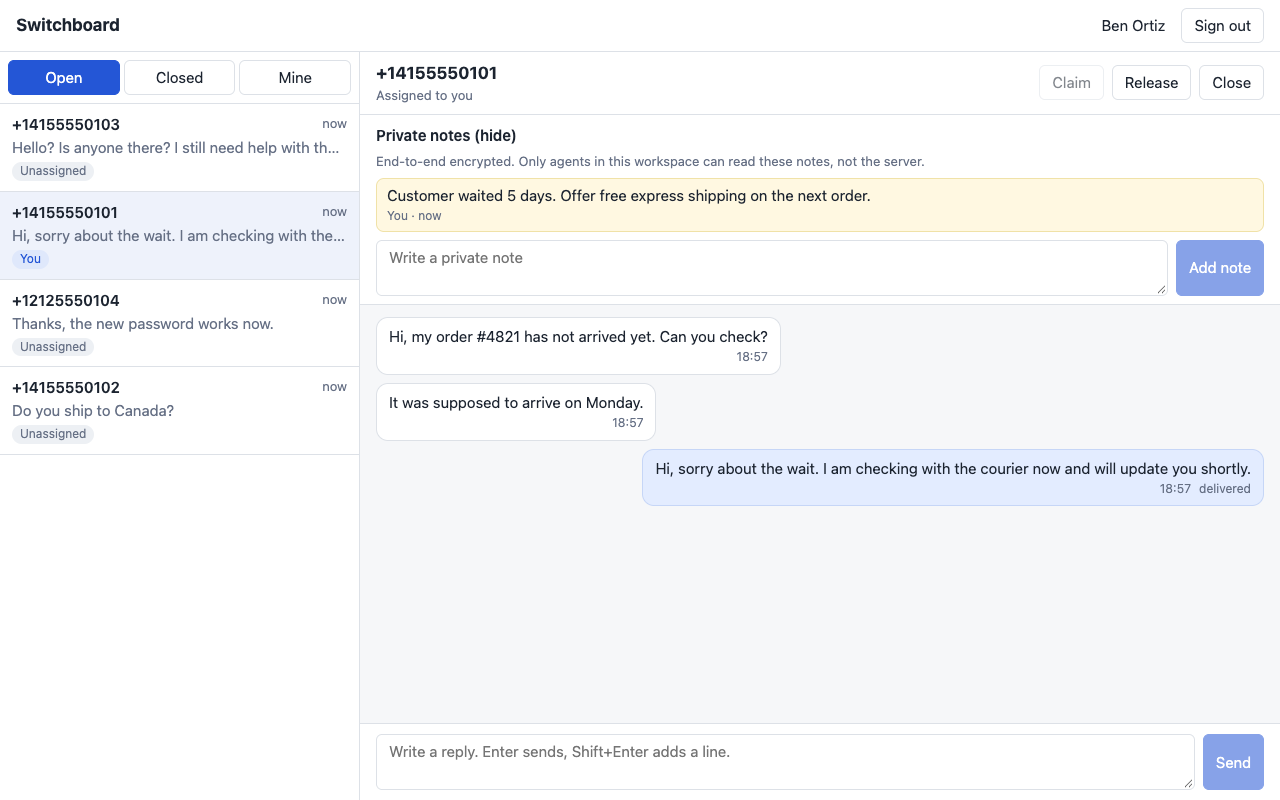 Switchboard
Ben Ortiz
Sign out
Open
Closed
Mine
+14155550103
now
Hello? Is anyone there? I still need help with th...
Unassigned
+14155550101
now
Hi, sorry about the wait. I am checking with the...
You
+12125550104
now
Thanks, the new password works now.
Unassigned
+14155550102
now
Do you ship to Canada?
Unassigned
+14155550101
Assigned to you
Claim
Release
Close
Private notes (hide)
End-to-end encrypted. Only agents in this workspace can read these notes, not the server.
Customer waited 5 days. Offer free express shipping on the next order.
You · now
Write a private note
Add note
Hi, my order #4821 has not arrived yet. Can you check?
18:57
It was supposed to arrive on Monday.
18:57
Hi, sorry about the wait. I am checking with the courier now and will update you shortly.
18:57 delivered
Write a reply. Enter sends, Shift+Enter adds a line.
Send